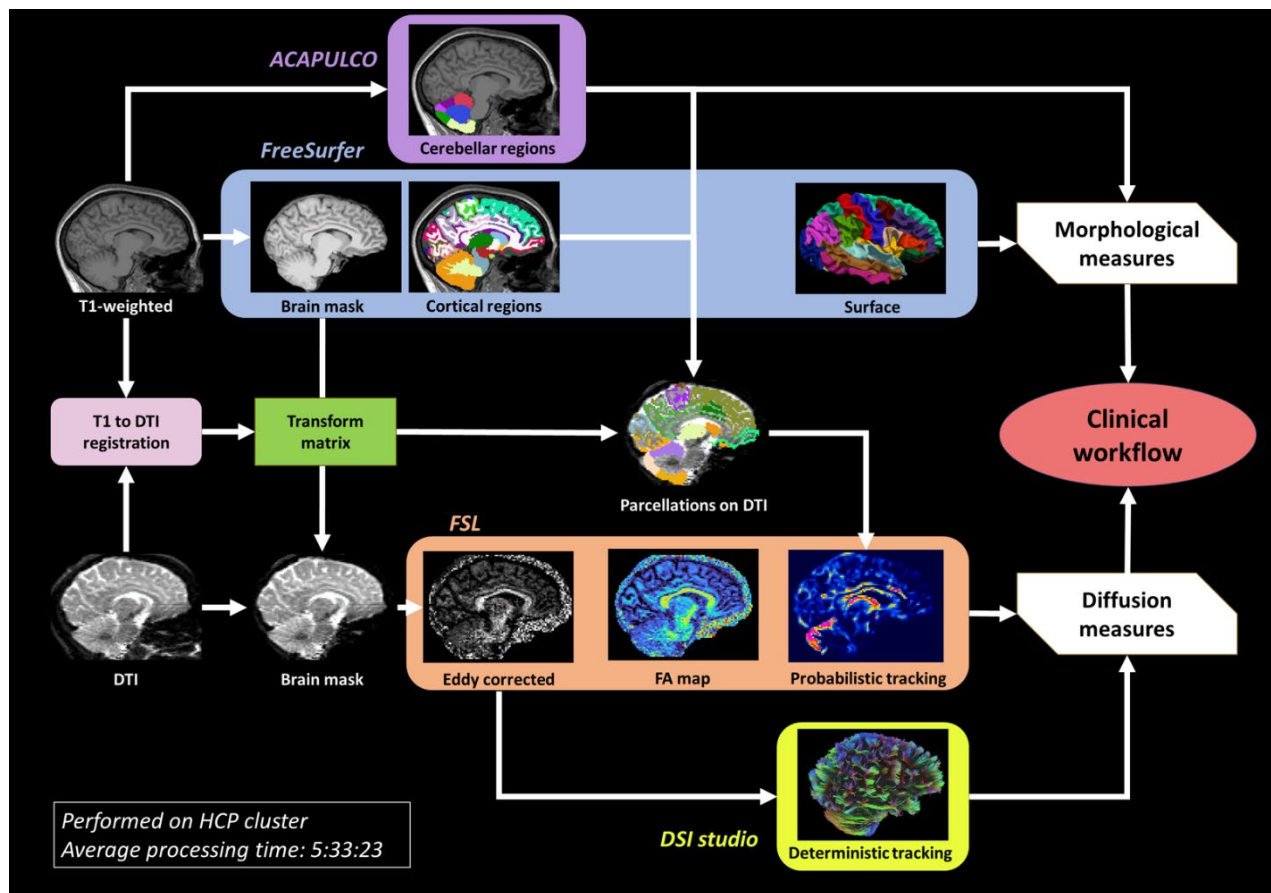 ACAPULCO
Cerebellar regions
FreeSurfer
T1-weighted
Brain mask
Cortical regions
Surface
Morphological
measures
T1 to DTI
registration
Transform
matrix
Parcellations on DTI
Clinical
workflow
FSL
DTI
Brain mask
Eddy corrected
FA map
Probabilistic tracking
Diffusion
measures
DSI studio
Deterministic tracking
Performed on HCP cluster
Average processing time: 5:33:23